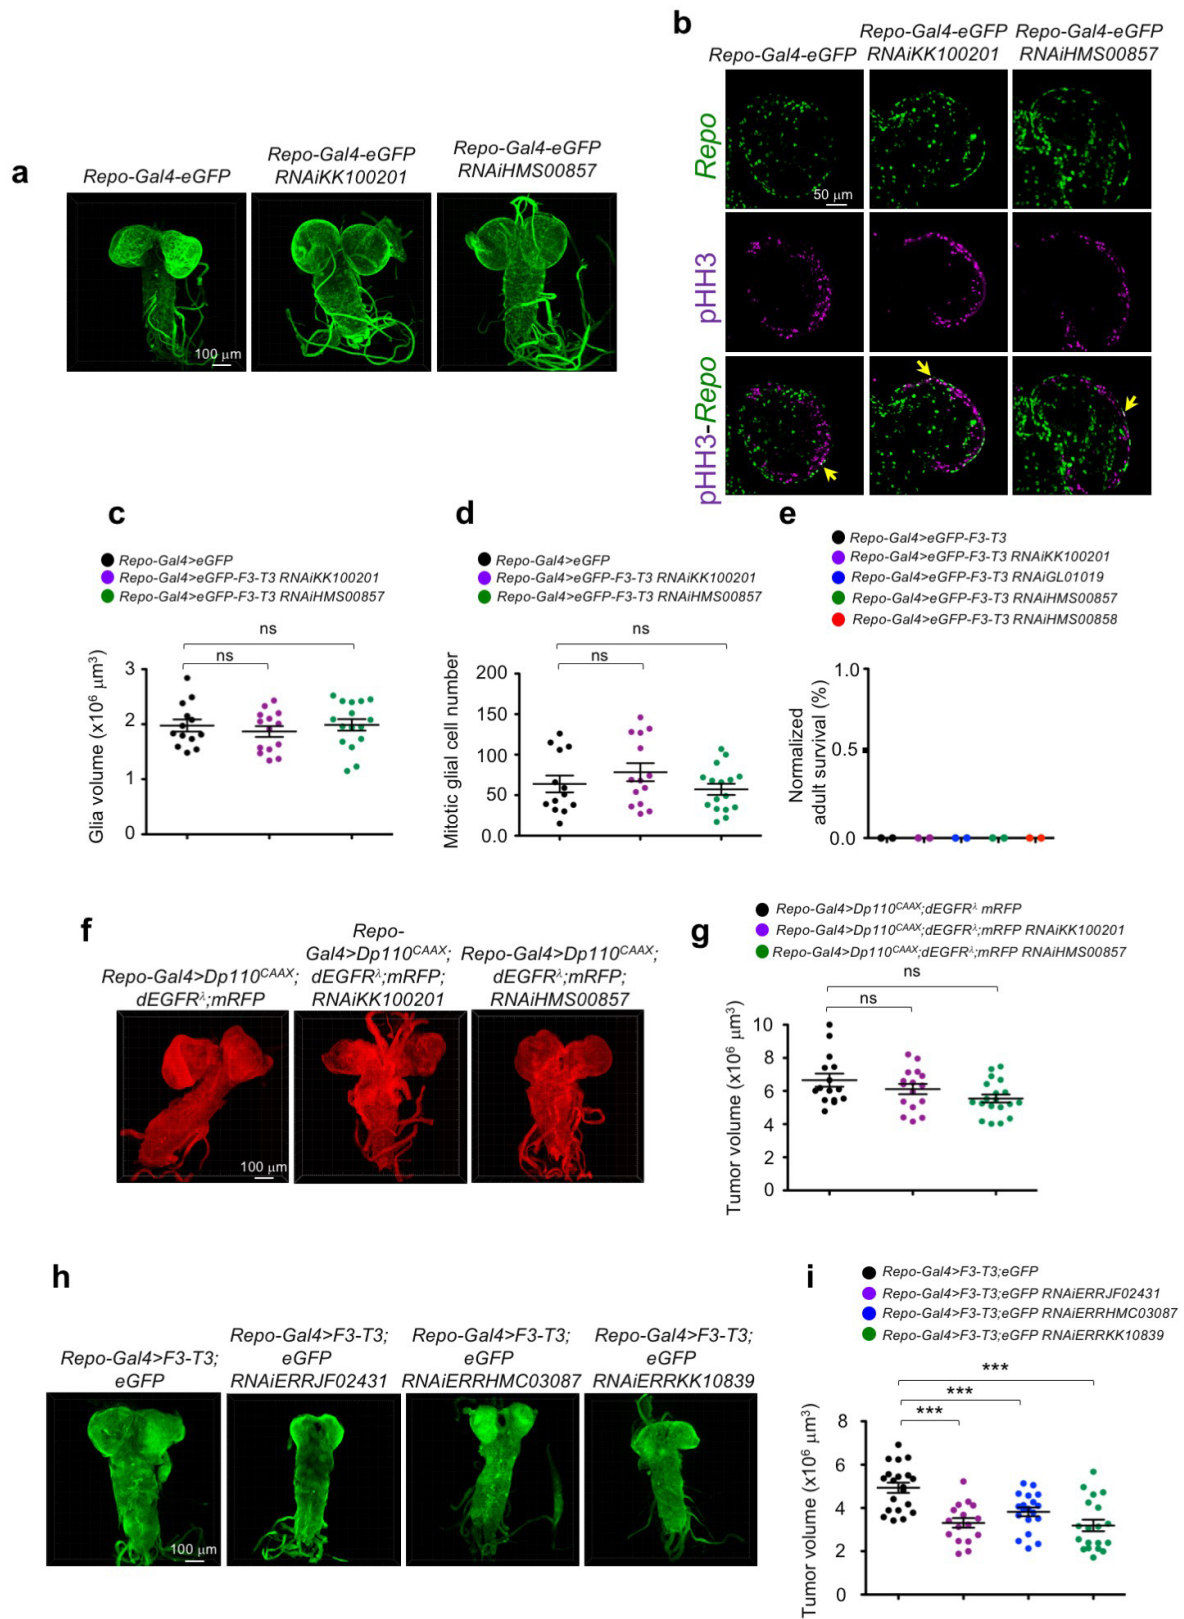 a
Repo-Gal4-eGFP
Repo-Gal4-eGFP
RNAiKK100201
Repo-Gal4-eGFP
RNAiHMS00857
100 μm
b
Repo-Gal4-eGFP
Repo-Gal4-eGFP
RNAiKK100201
Repo-Gal4-eGFP
RNAiHMS00857
Repo
50 μm
pHH3
pHH3-Repo
c
Repo-Gal4>eGFP
Repo-Gal4>eGFP-F3-T3 RNAiKK100201
Repo-Gal4>eGFP-F3-T3 RNAiHMS00857
ns
ns
Glia volume (x10⁶ μm³)
3
2
1
0
d
Repo-Gal4>eGFP
Repo-Gal4>eGFP-F3-T3 RNAiKK100201
Repo-Gal4>eGFP-F3-T3 RNAiHMS00857
ns
ns
Mitotic glial cell number
200
150
100
50
0.0
e
Repo-Gal4>eGFP-F3-T3
Repo-Gal4>eGFP-F3-T3 RNAiKK100201
Repo-Gal4>eGFP-F3-T3 RNAiGL01019
Repo-Gal4>eGFP-F3-T3 RNAiHMS00857
Repo-Gal4>eGFP-F3-T3 RNAiHMS00858
Normalized
adult survival (%)
1.0
0.5
0.0
f
Repo-Gal4>Dp110ᶜᴬᴬˣ;
dEGFR^λ;mRFP
Repo-
Gal4>Dp110ᶜᴬᴬˣ;
dEGFR^λ;mRFP;
RNAiKK100201
Repo-Gal4>Dp110ᶜᴬᴬˣ;
dEGFR^λ;mRFP;
RNAiHMS00857
100 μm
g
Repo-Gal4>Dp110ᶜᴬᴬˣ;dEGFR^λ mRFP
Repo-Gal4>Dp110ᶜᴬᴬˣ;dEGFR^λ;mRFP RNAiKK100201
Repo-Gal4>Dp110ᶜᴬᴬˣ;dEGFR^λ;mRFP RNAiHMS00857
ns
ns
Tumor volume (x10⁶ μm³)
10
8
6
4
2
0
h
Repo-Gal4>F3-T3;
eGFP
Repo-Gal4>F3-T3;
eGFP
RNAiERRJF02431
Repo-Gal4>F3-T3;
eGFP
RNAiERRHMC03087
Repo-Gal4>F3-T3;
eGFP
RNAiERRKK10839
100 μm
i
Repo-Gal4>F3-T3;eGFP
Repo-Gal4>F3-T3;eGFP RNAiERRJF02431
Repo-Gal4>F3-T3;eGFP RNAiERRHMC03087
Repo-Gal4>F3-T3;eGFP RNAiERRKK10839
***
***
***
Tumor volume (x10⁶ μm³)
8
6
4
2
0